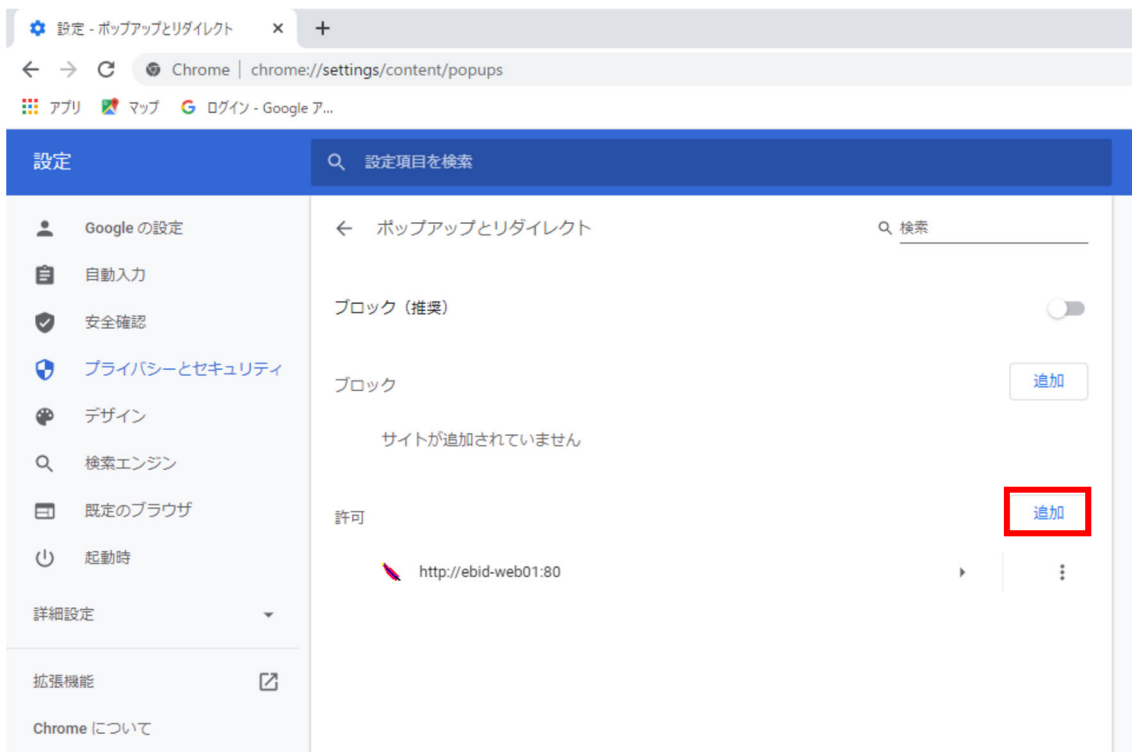 設定 - ポップアップとリダイレクト
Chrome | chrome://settings/content/popups
アプリ マップ ログイン - Google ア...
設定
設定項目を検索
Google の設定
自動入力
安全確認
プライバシーとセキュリティ
デザイン
検索エンジン
既定のブラウザ
起動時
詳細設定
拡張機能
Chrome について
ポップアップとリダイレクト
検索
ブロック（推奨）
ブロック
追加
サイトが追加されていません
許可
追加
http://ebid-web01:80